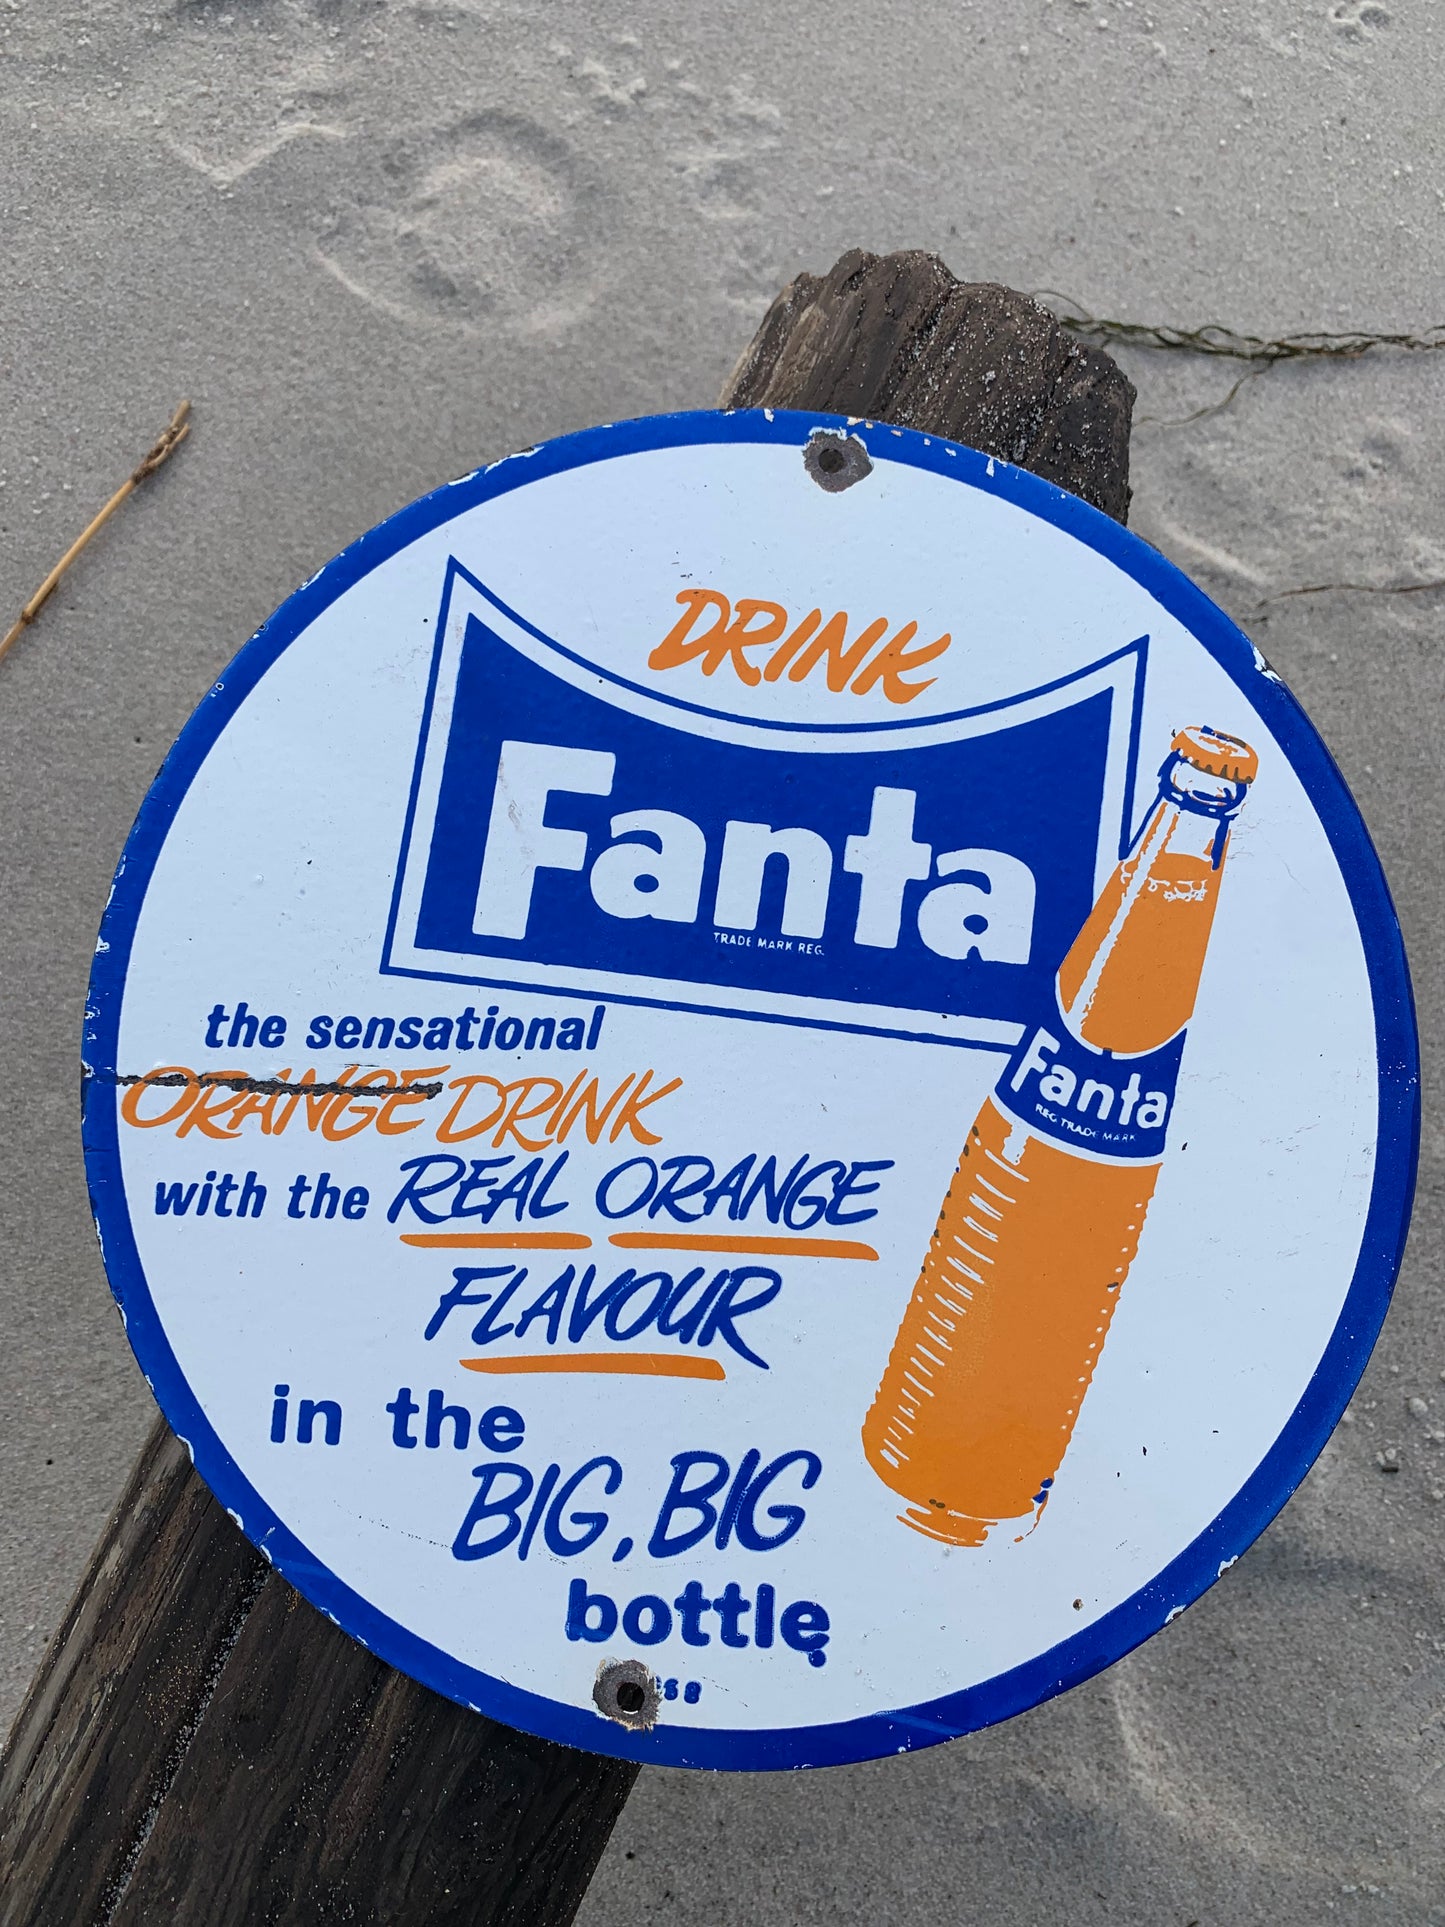 DRINK
Fanta
TRADE MARK REG.
Fanta
REG. TRADE MARK
the sensational
ORANGE DRINK
with the REAL ORANGE
FLAVOUR
in the
BIG, BIG
bottle.